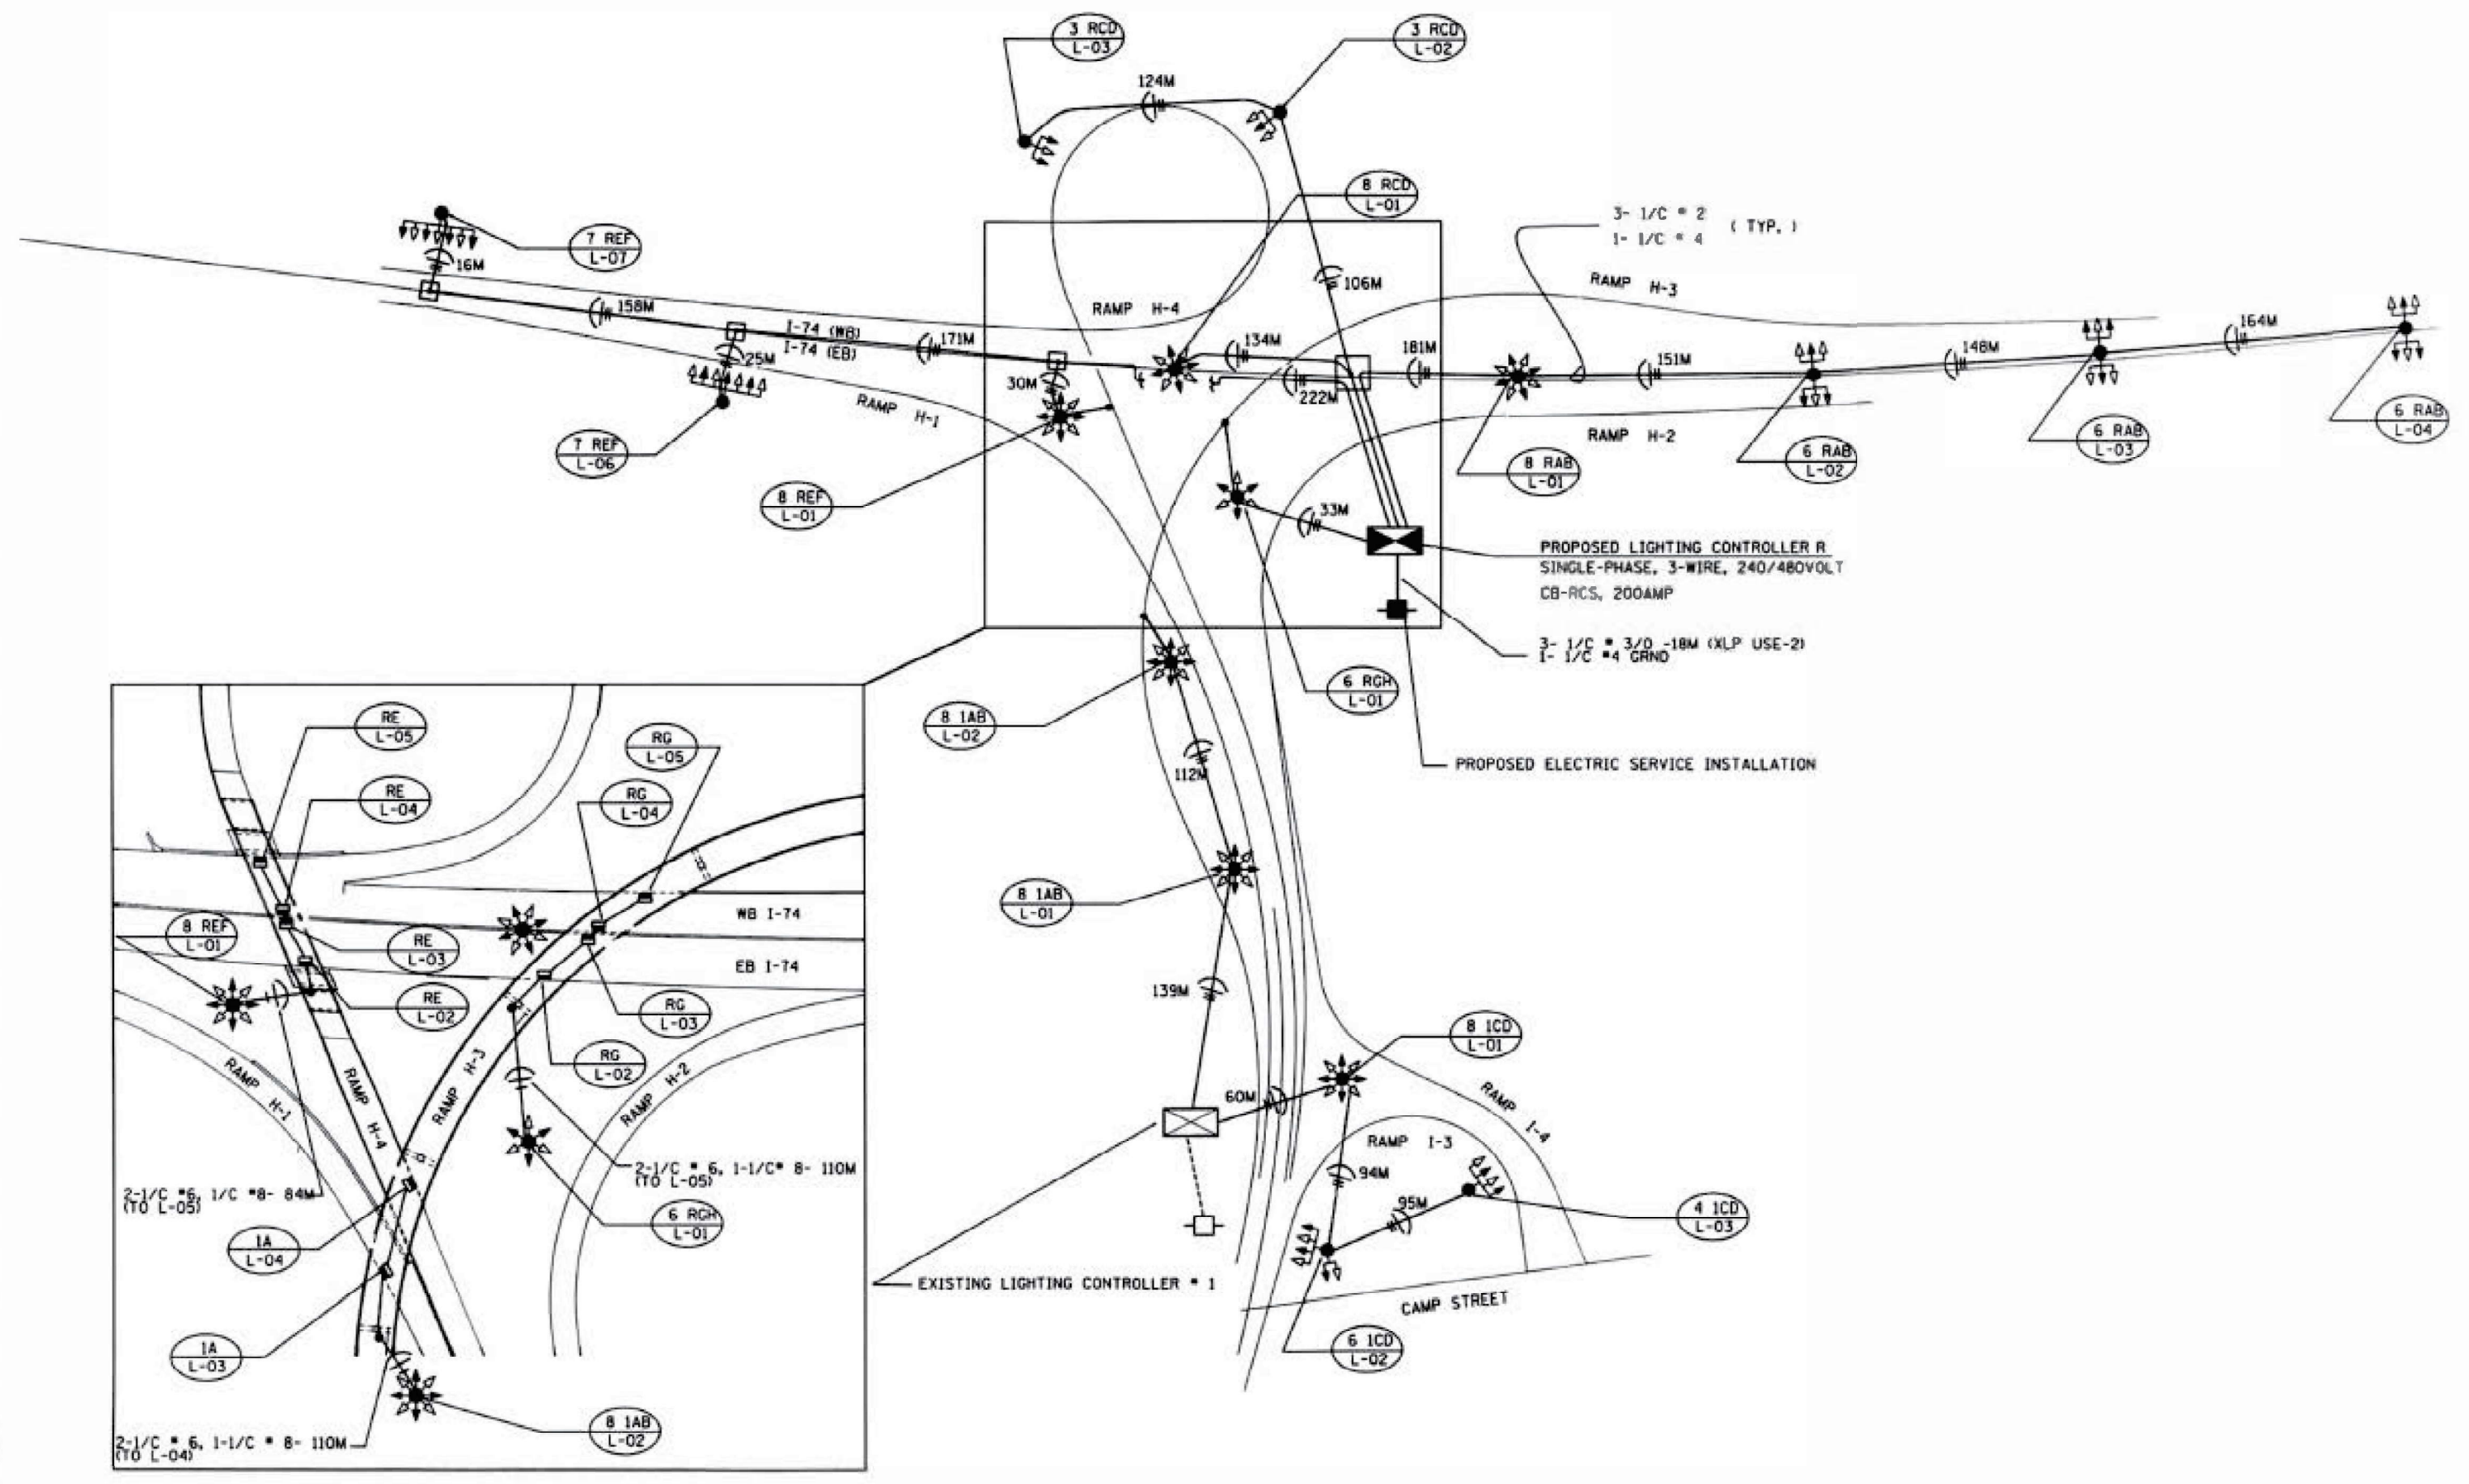 3 RCD
L-03
3 RCD
L-02
124M
8 RCD
L-01
3- 1/C * 2
1- 1/C * 4
( TYP. )
7 REF
L-07
16M
158M
I-74 (WB)
I-74 (EB)
171M
25M
RAMP H-4
106M
RAMP H-3
134M
181M
151M
148M
164M
222M
30M
RAMP H-1
RAMP H-2
7 REF
L-06
8 REF
L-01
8 RAB
L-01
6 RAB
L-02
6 RAB
L-03
6 RAB
L-04
33M
PROPOSED LIGHTING CONTROLLER R
SINGLE-PHASE, 3-WIRE, 240/480VOLT
CB-RCS, 200AMP
3- 1/C * 3/0 -18M (XLP USE-2)
1- 1/C *4 GRND
6 RGH
L-01
8 1AB
L-02
PROPOSED ELECTRIC SERVICE INSTALLATION
112M
8 1AB
L-01
139M
8 1CD
L-01
60M
RAMP I-4
RAMP I-3
94M
95M
4 1CD
L-03
EXISTING LIGHTING CONTROLLER * 1
CAMP STREET
6 1CD
L-02
RE
L-05
RG
L-05
RE
L-04
RG
L-04
WB I-74
8 REF
L-01
RE
L-03
EB I-74
RE
L-02
RG
L-03
RG
L-02
RAMP H-1
RAMP H-4
RAMP H-3
RAMP H-2
2-1/C * 6, 1-1/C* 8- 110M
(TO L-05)
2-1/C *6, 1/C *8- 84M
(TO L-05)
6 RGH
L-01
1A
L-04
1A
L-03
8 1AB
L-02
2-1/C * 6, 1-1/C * 8- 110M
(TO L-04)